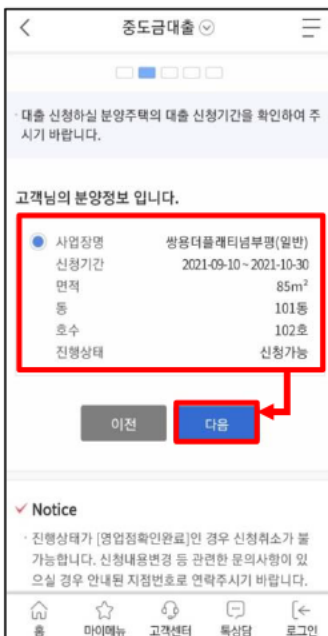 중도금대출
· 대출 신청하실 분양주택의 대출 신청기간을 확인하여 주
시기 바랍니다.
고객님의 분양정보 입니다.
사업장명 쌍용더플래티넘부평(일반)
신청기간 2021-09-10 ~ 2021-10-30
면적 85m²
동 101동
호수 102호
진행상태 신청가능
이전 다음
Notice
· 진행상태가 [영업점확인완료]인 경우 신청취소가 불
가능합니다. 신청내용변경 등 관련한 문의사항이 있
으실 경우 안내된 지점번호로 연락주시기 바랍니다.
홈 마이메뉴 고객센터 톡상담 로그인